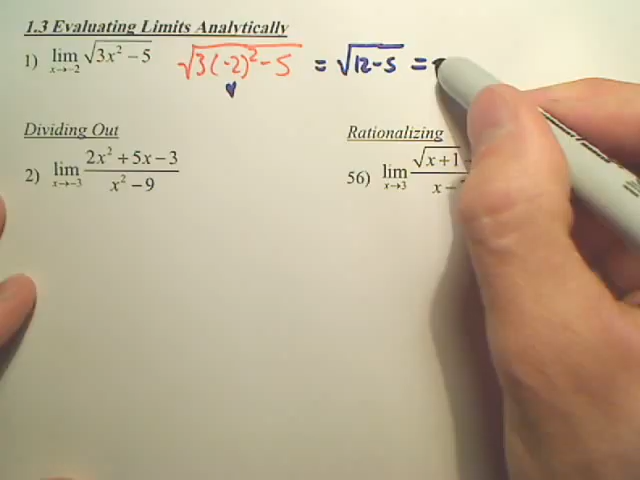 1.3 Evaluating Limits Analytically
1) lim x→-2 √(3x² - 5) √(3(-2)² - 5) = √(12-5) =
Dividing Out
2) lim x→-3 (2x² + 5x - 3)/(x² - 9)
Rationalizing
56) lim x→3 √(x+1)